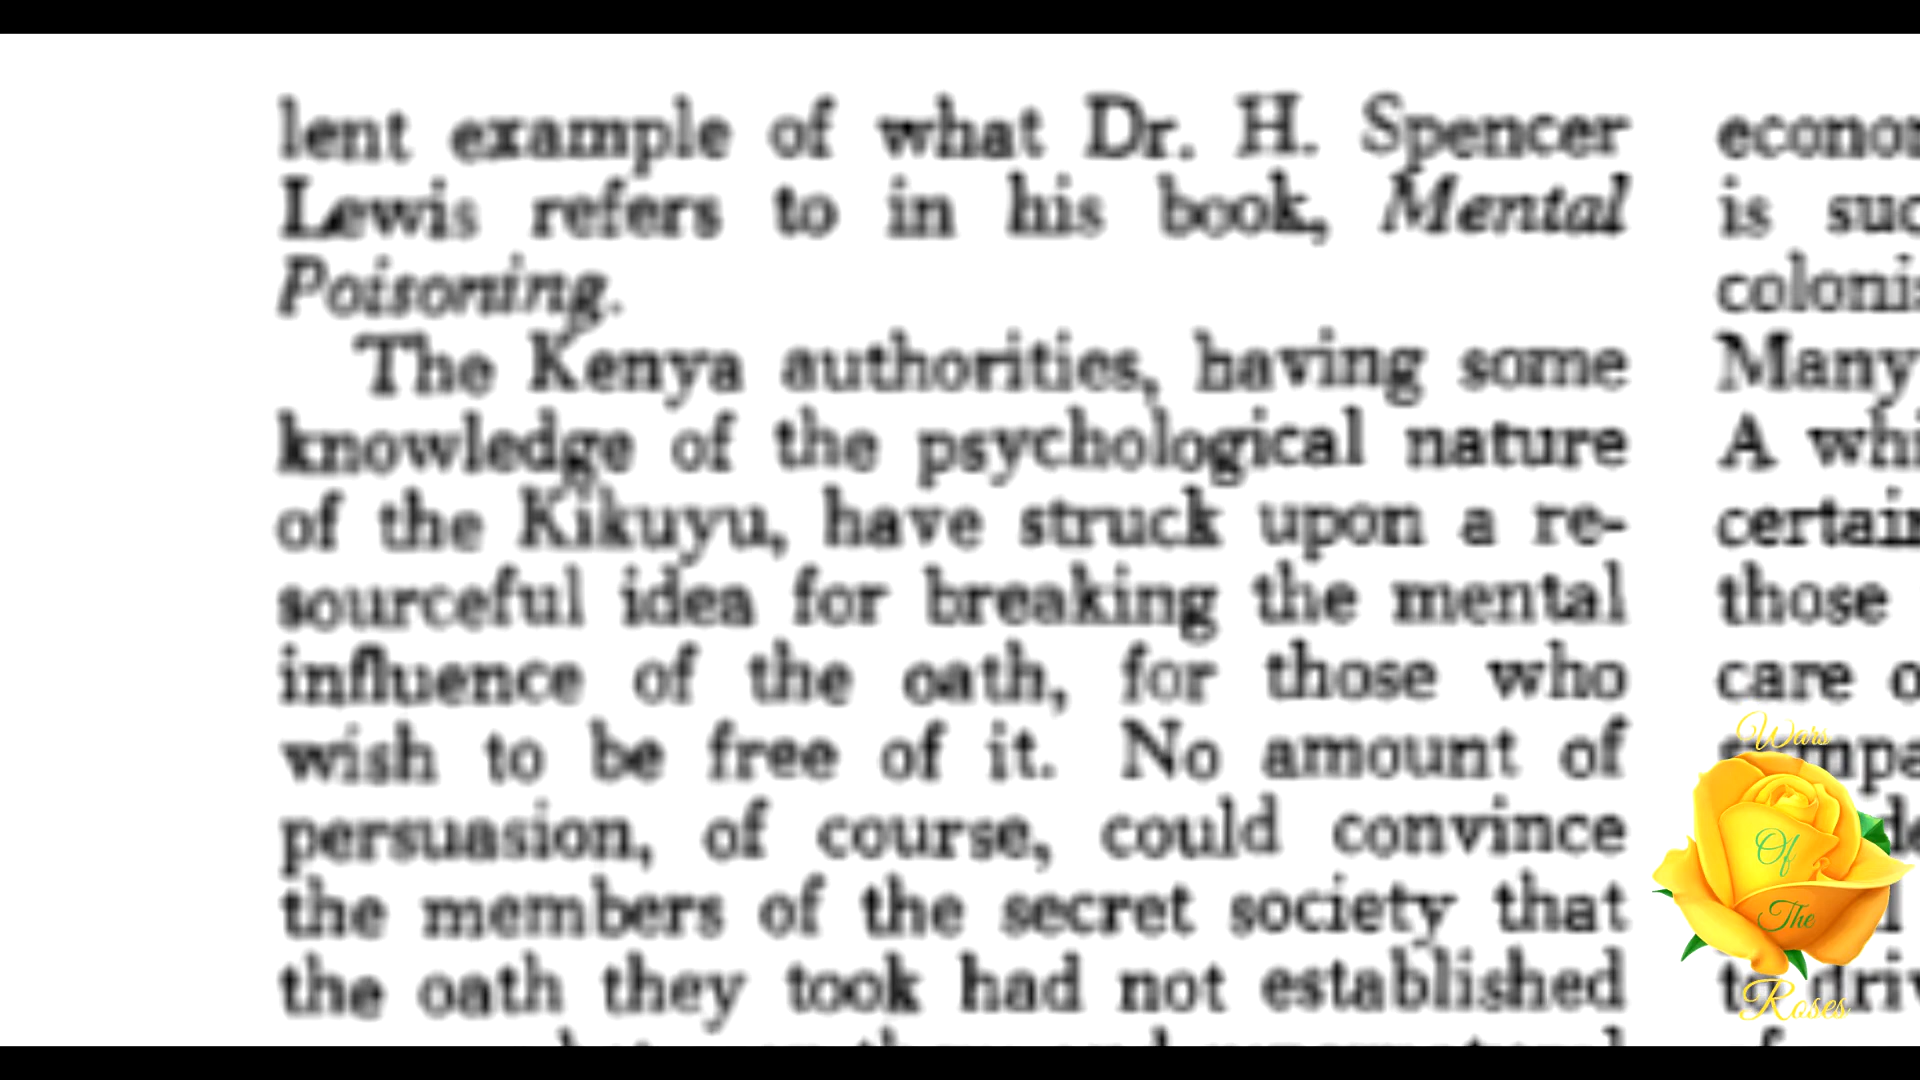 lent example of what Dr. H. Spencer
Lewis refers to in his book, Mental
Poisoning.
The Kenya authorities, having some
knowledge of the psychological nature
of the Kikuyu, have struck upon a re-
sourceful idea for breaking the mental
influence of the oath, for those who
wish to be free of it. No amount of
persuasion, of course, could convince
the members of the secret society that
the oath they took had not established
is
Many
A
those
care
Wars
Of
The
Roses